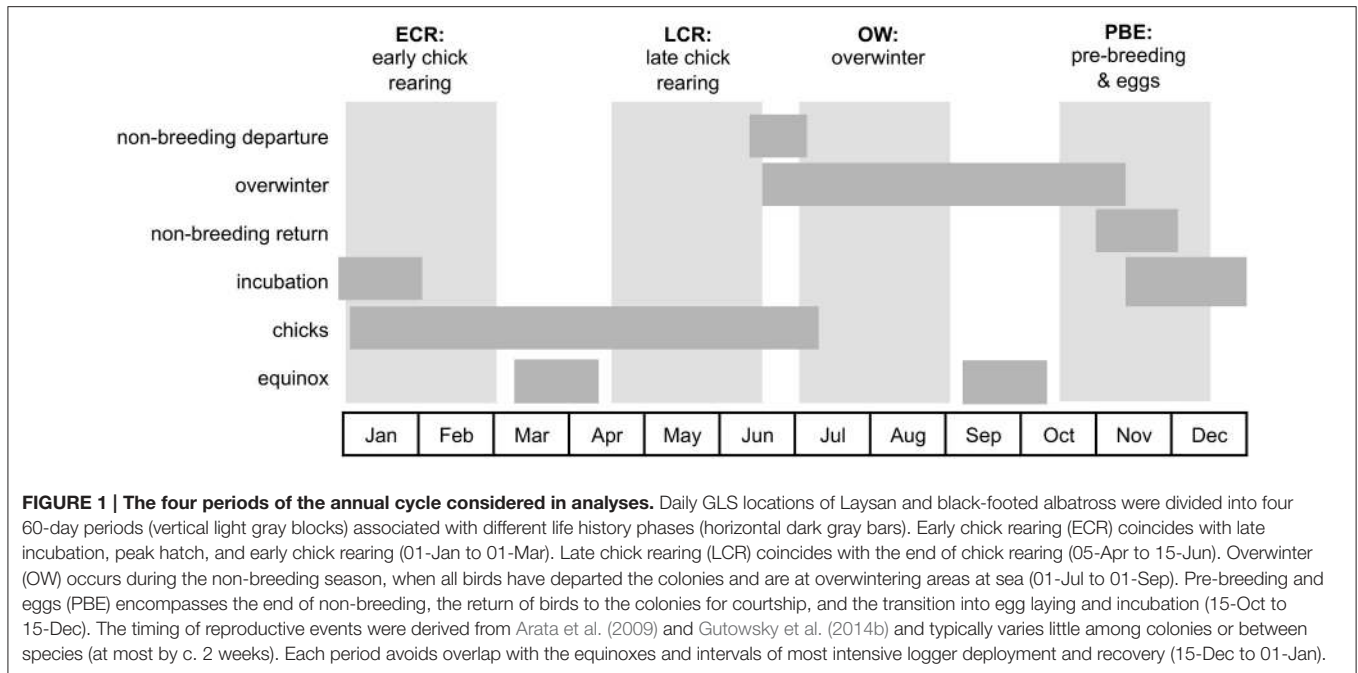 ECR:
early chick
rearing
LCR:
late chick
rearing
OW:
overwinter
PBE:
pre-breeding
& eggs
non-breeding departure
overwinter
non-breeding return
incubation
chicks
equinox
Jan Feb Mar Apr May Jun Jul Aug Sep Oct Nov Dec
FIGURE 1 | The four periods of the annual cycle considered in analyses. Daily GLS locations of Laysan and black-footed albatross were divided into four
60-day periods (vertical light gray blocks) associated with different life history phases (horizontal dark gray bars). Early chick rearing (ECR) coincides with late
incubation, peak hatch, and early chick rearing (01-Jan to 01-Mar). Late chick rearing (LCR) coincides with the end of chick rearing (05-Apr to 15-Jun). Overwinter
(OW) occurs during the non-breeding season, when all birds have departed the colonies and are at overwintering areas at sea (01-Jul to 01-Sep). Pre-breeding and
eggs (PBE) encompasses the end of non-breeding, the return of birds to the colonies for courtship, and the transition into egg laying and incubation (15-Oct to
15-Dec). The timing of reproductive events were derived from Arata et al. (2009) and Gutowsky et al. (2014b) and typically varies little among colonies or between
species (at most by c. 2 weeks). Each period avoids overlap with the equinoxes and intervals of most intensive logger deployment and recovery (15-Dec to 01-Jan).